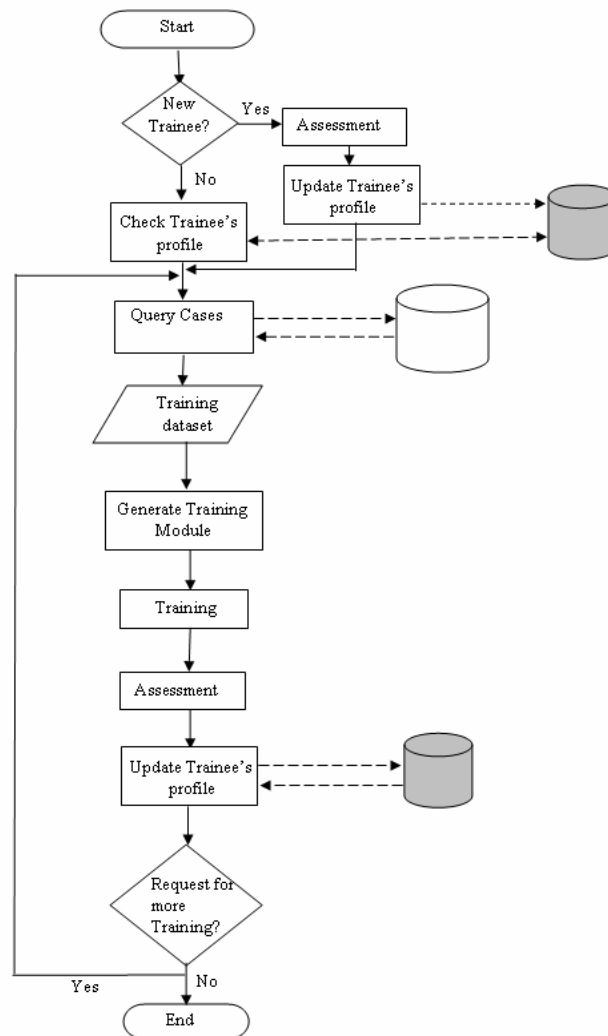 Start
New
Trainee?
Yes
Assessment
No
Update Trainee's
profile
Check Trainee's
profile
Query Cases
Training
dataset
Generate Training
Module
Training
Assessment
Update Trainee's
profile
Request for
more
Training?
Yes
No
End